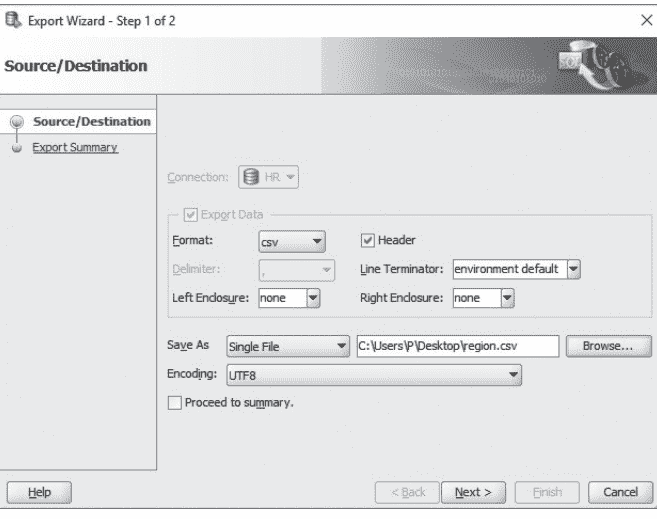 Export Wizard - Step 1 of 2
Source/Destination
Source/Destination
Export Summary
Connection: HR
Export Data
Format: csv Header
Delimiter: , Line Terminator: environment default
Left Enclosure: none Right Enclosure: none
Save As Single File C:\Users\P\Desktop\region.csv Browse...
Encoding: UTF8
Proceed to summary.
Help < Back Next > Finish Cancel